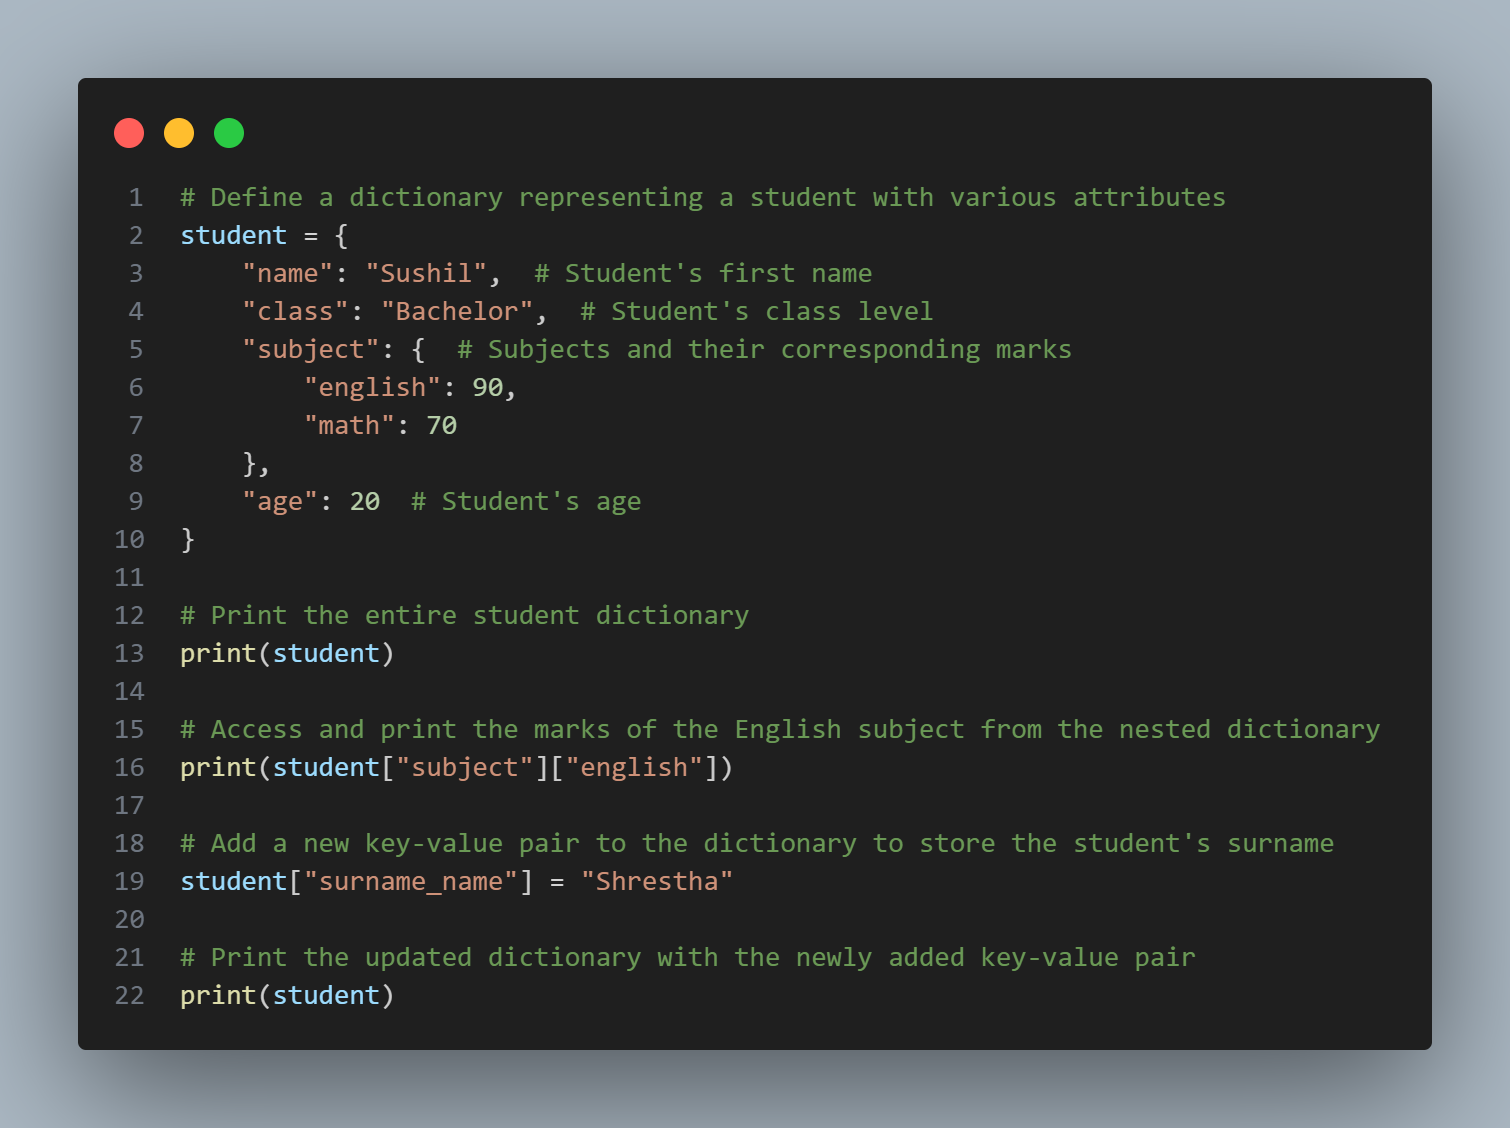 1 # Define a dictionary representing a student with various attributes
2 student = {
3     "name": "Sushil",  # Student's first name
4     "class": "Bachelor",  # Student's class level
5     "subject": {  # Subjects and their corresponding marks
6         "english": 90,
7         "math": 70
8     },
9     "age": 20  # Student's age
10 }
11
12 # Print the entire student dictionary
13 print(student)
14
15 # Access and print the marks of the English subject from the nested dictionary
16 print(student["subject"]["english"])
17
18 # Add a new key-value pair to the dictionary to store the student's surname
19 student["surname_name"] = "Shrestha"
20
21 # Print the updated dictionary with the newly added key-value pair
22 print(student)